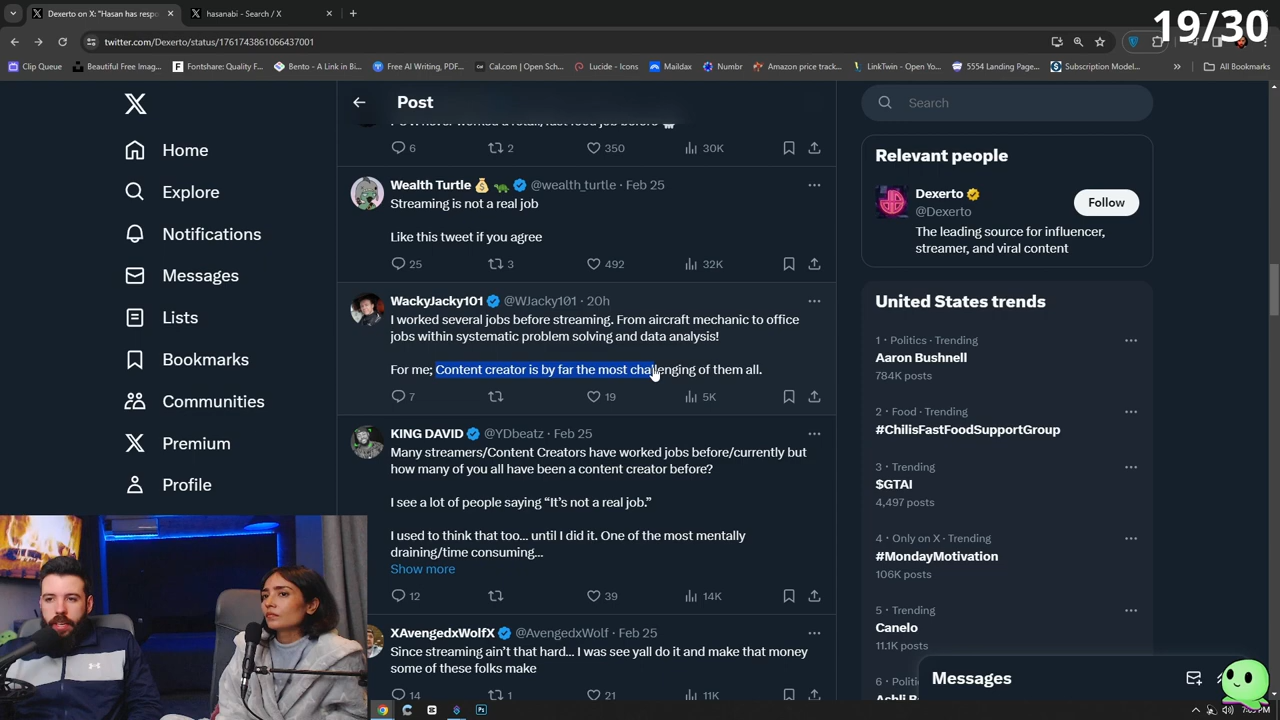 Dexerto on X: "Hasan has respo
hasanabi - Search / X
19/30
twitter.com/Dexerto/status/1761743861066437001
Clip Queue
Beautiful Free Imag...
Fontshare: Quality F...
Bento - A Link in Bi...
Free AI Writing, PDF...
Cal.com | Open Sch...
Lucide - Icons
Maildax
Numbr
Amazon price track...
LinkTwin - Open Yo...
5554 Landing Page...
Subscription Model...
All Bookmarks
Home
Explore
Notifications
Messages
Lists
Bookmarks
Communities
Premium
Profile
Post
6 2 350 30K
Wealth Turtle @wealth_turtle · Feb 25
Streaming is not a real job
Like this tweet if you agree
25 3 492 32K
WackyJacky101 @WJacky101 · 20h
I worked several jobs before streaming. From aircraft mechanic to office
jobs within systematic problem solving and data analysis!
For me; Content creator is by far the most challenging of them all.
7 19 5K
KING DAVID @YDbeatz · Feb 25
Many streamers/Content Creators have worked jobs before/currently but
how many of you all have been a content creator before?
I see a lot of people saying “It’s not a real job.”
I used to think that too... until I did it. One of the most mentally
draining/time consuming...
Show more
12 39 14K
XAvengedxWolfX @AvengedxWolf · Feb 25
Since streaming ain’t that hard... I was see yall do it and make that money
some of these folks make
14 1 21 11K
Search
Relevant people
Dexerto
@Dexerto
Follow
The leading source for influencer,
streamer, and viral content
United States trends
1 · Politics · Trending
Aaron Bushnell
784K posts
2 · Food · Trending
#ChilisFastFoodSupportGroup
3 · Trending
$GTAI
4,497 posts
4 · Only on X · Trending
#MondayMotivation
106K posts
5 · Trending
Canelo
11.1K posts
Messages